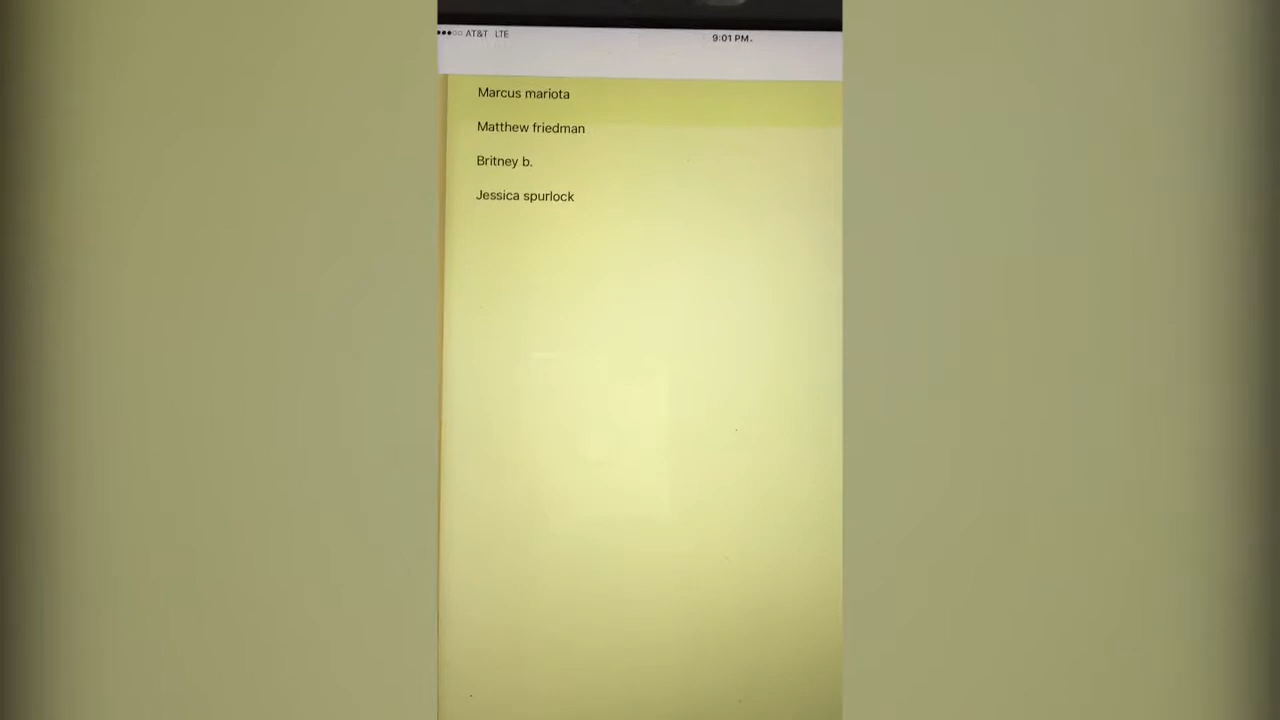 AT&T LTE 9:01 PM
Marcus mariota
Matthew friedman
Britney b.
Jessica spurlock